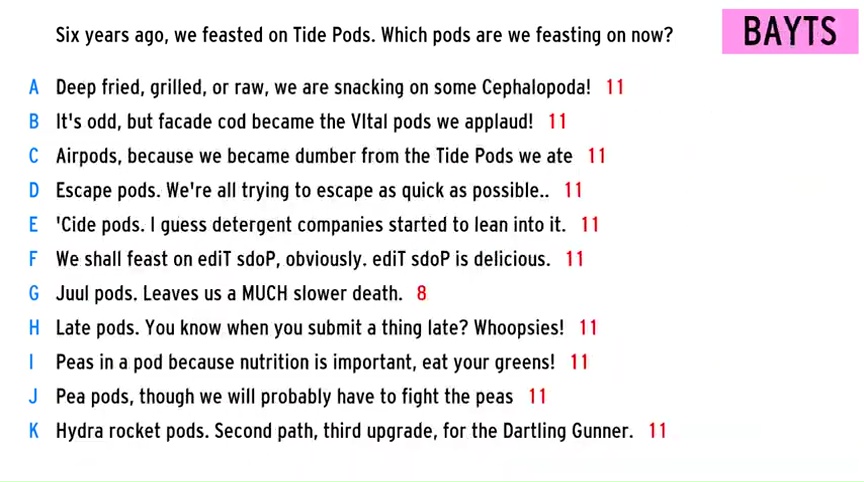 Six years ago, we feasted on Tide Pods. Which pods are we feasting on now?
BAYTS
A Deep fried, grilled, or raw, we are snacking on some Cephalopoda! 11
B It's odd, but facade cod became the VItal pods we applaud! 11
C Airpods, because we became dumber from the Tide Pods we ate 11
D Escape pods. We're all trying to escape as quick as possible.. 11
E 'Cide pods. I guess detergent companies started to lean into it. 11
F We shall feast on ediT sdoP, obviously. ediT sdoP is delicious. 11
G Juul pods. Leaves us a MUCH slower death. 8
H Late pods. You know when you submit a thing late? Whoopsies! 11
I Peas in a pod because nutrition is important, eat your greens! 11
J Pea pods, though we will probably have to fight the peas 11
K Hydra rocket pods. Second path, third upgrade, for the Dartling Gunner. 11